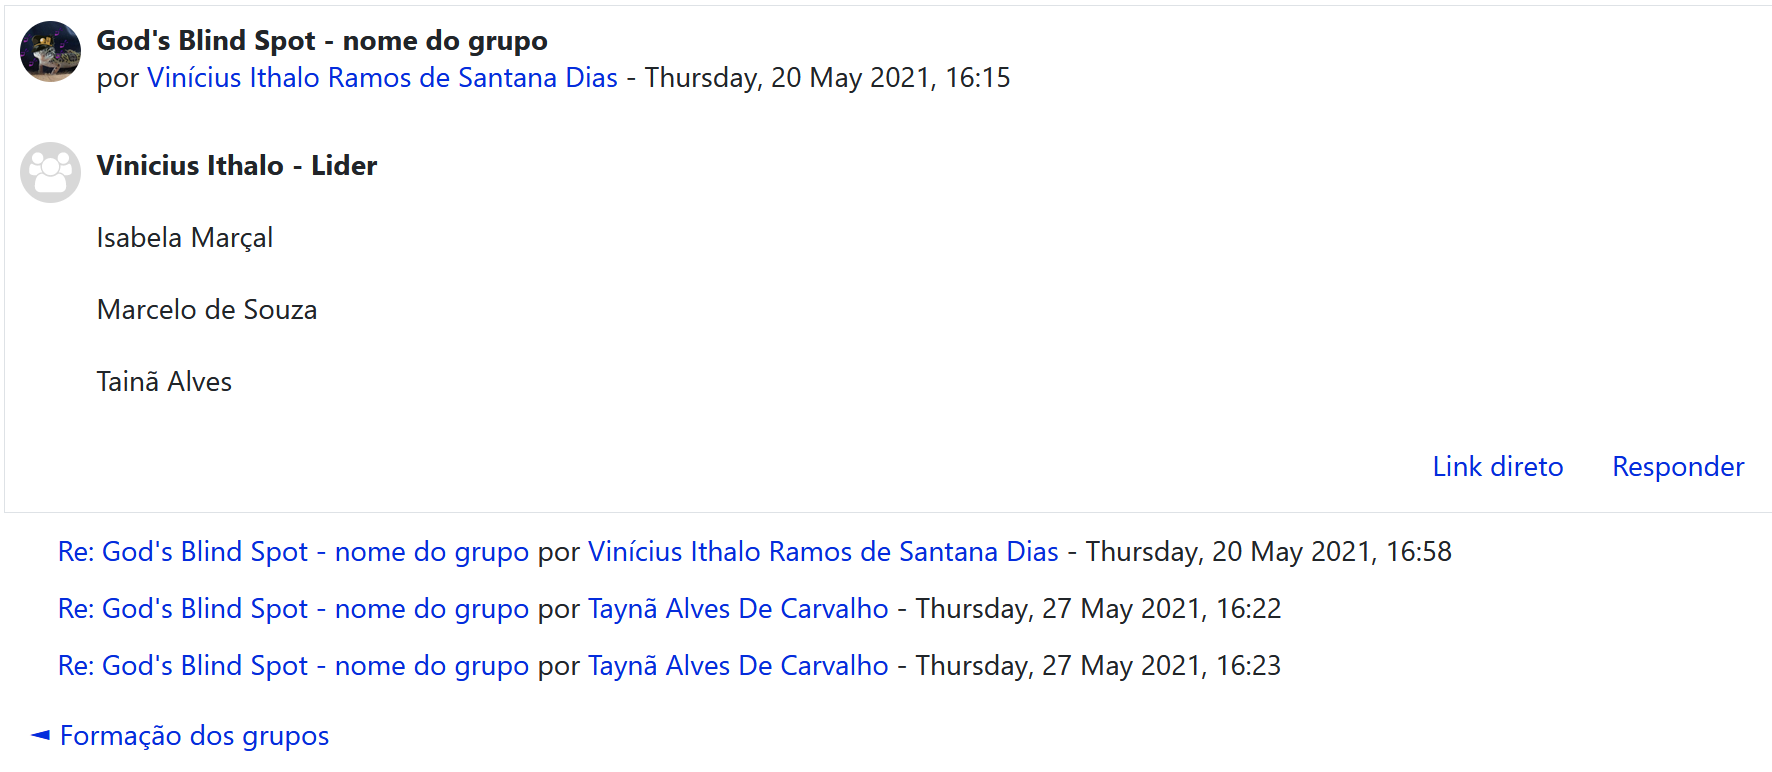 God's Blind Spot - nome do grupo
por Vinícius Ithalo Ramos de Santana Dias - Thursday, 20 May 2021, 16:15
Vinicius Ithalo - Lider
Isabela Marçal
Marcelo de Souza
Tainã Alves
Link direto Responder
Re: God's Blind Spot - nome do grupo por Vinícius Ithalo Ramos de Santana Dias - Thursday, 20 May 2021, 16:58
Re: God's Blind Spot - nome do grupo por Taynã Alves De Carvalho - Thursday, 27 May 2021, 16:22
Re: God's Blind Spot - nome do grupo por Taynã Alves De Carvalho - Thursday, 27 May 2021, 16:23
◄ Formação dos grupos